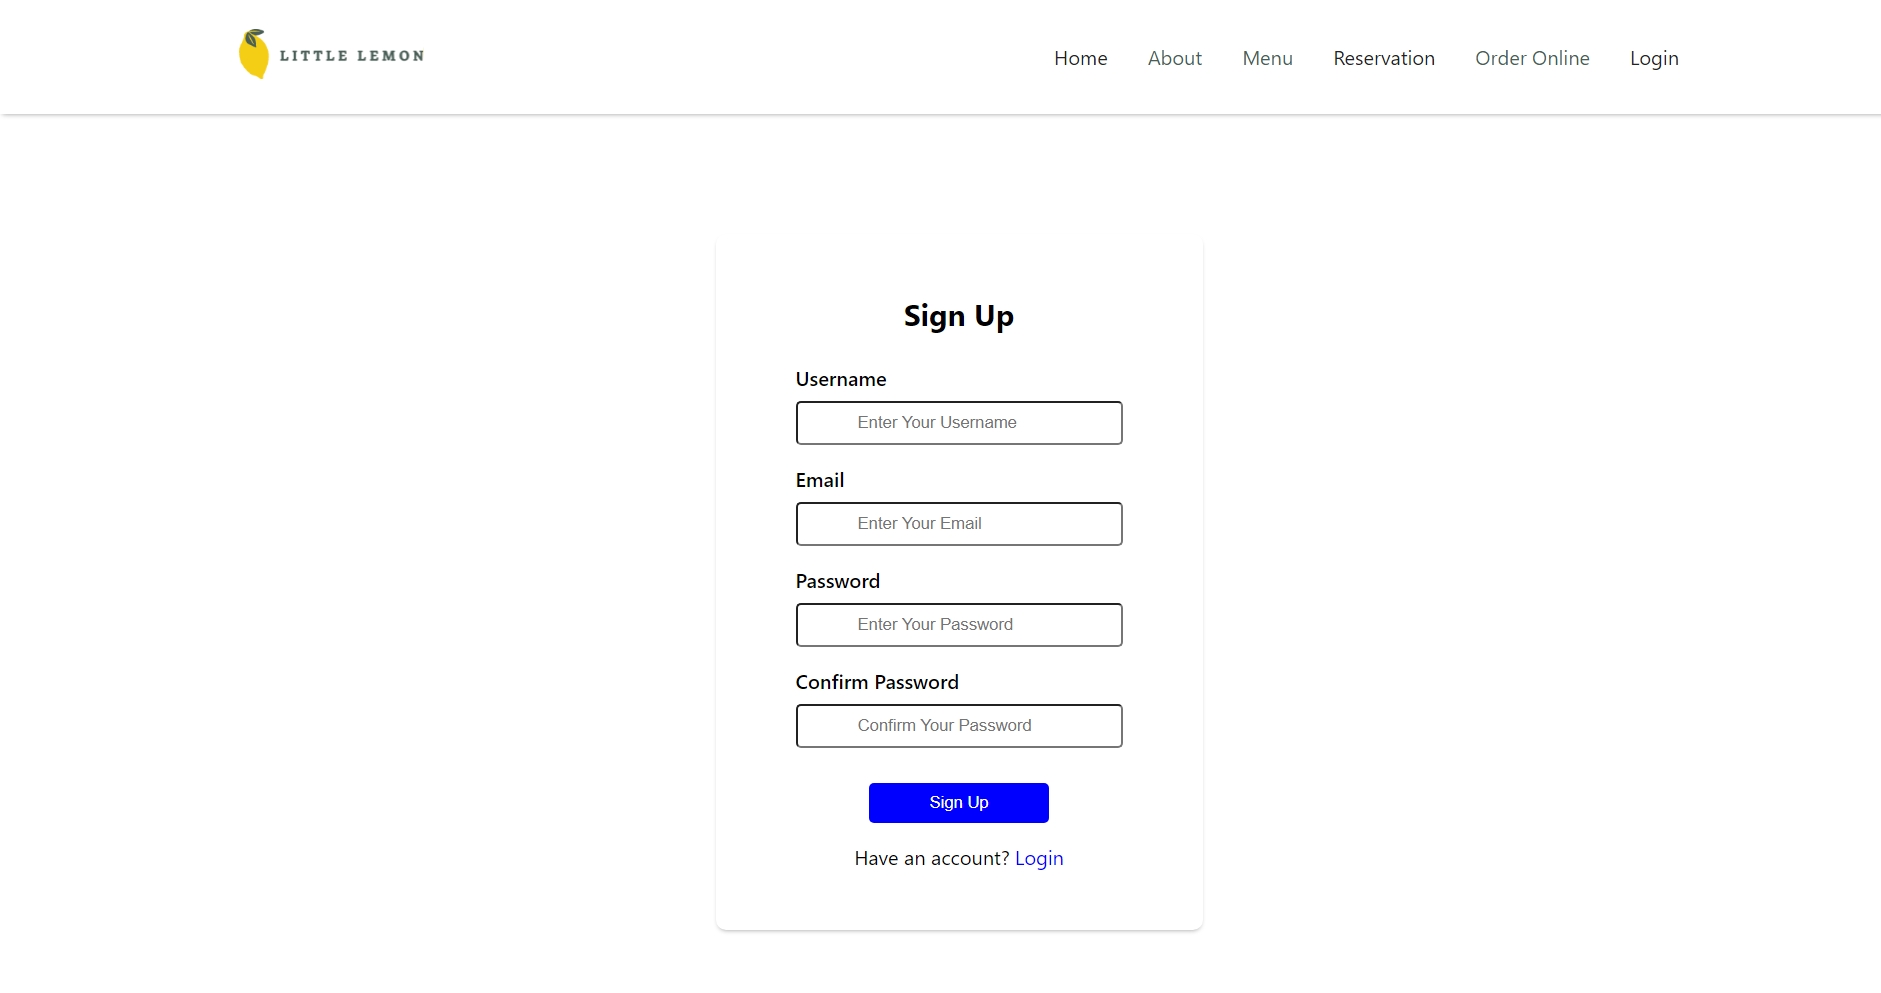 LITTLE LEMON
Home About Menu Reservation Order Online Login
Sign Up
Username
Enter Your Username
Email
Enter Your Email
Password
Enter Your Password
Confirm Password
Confirm Your Password
Sign Up
Have an account? Login